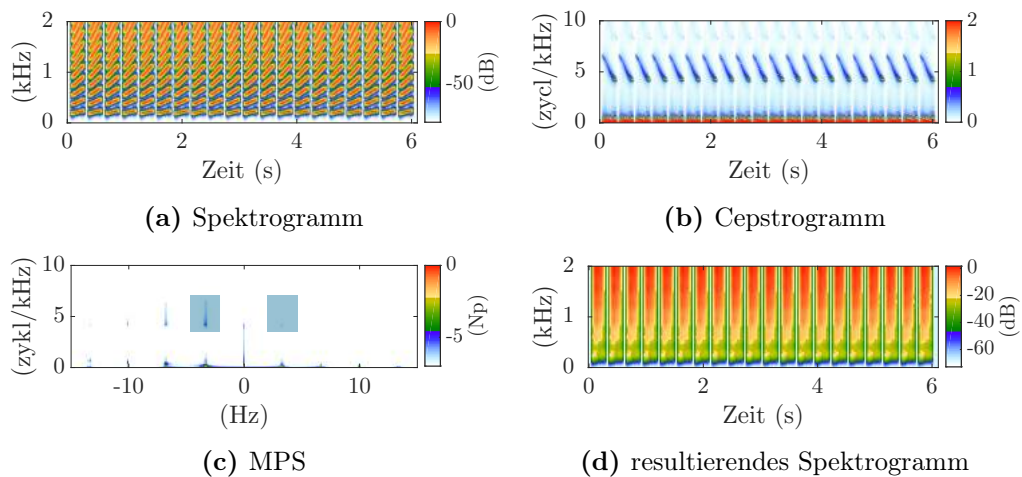 2
1
0
(kHz)
0
2
4
6
Zeit (s)
0
-50
(dB)
(a) Spektrogramm
10
5
0
(zycl/kHz)
0
2
4
6
Zeit (s)
2
1
0
(b) Cepstrogramm
10
5
0
(zykl/kHz)
-10
0
10
(Hz)
0
-5
(Np)
(c) MPS
2
1
0
(kHz)
0
2
4
6
Zeit (s)
0
-20
-40
-60
(dB)
(d) resultierendes Spektrogramm